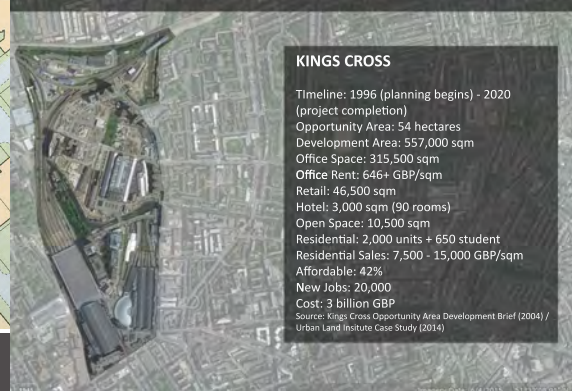 KINGS CROSS
TImeline: 1996 (planning begins) - 2020
(project completion)
Opportunity Area: 54 hectares
Development Area: 557,000 sqm
Office Space: 315,500 sqm
Office Rent: 646+ GBP/sqm
Retail: 46,500 sqm
Hotel: 3,000 sqm (90 rooms)
Open Space: 10,500 sqm
Residential: 2,000 units + 650 student
Residential Sales: 7,500 - 15,000 GBP/sqm
Affordable: 42%
New Jobs: 20,000
Cost: 3 billion GBP
Source: Kings Cross Opportunity Area Development Brief (2004) /
Urban Land Insitute Case Study (2014)